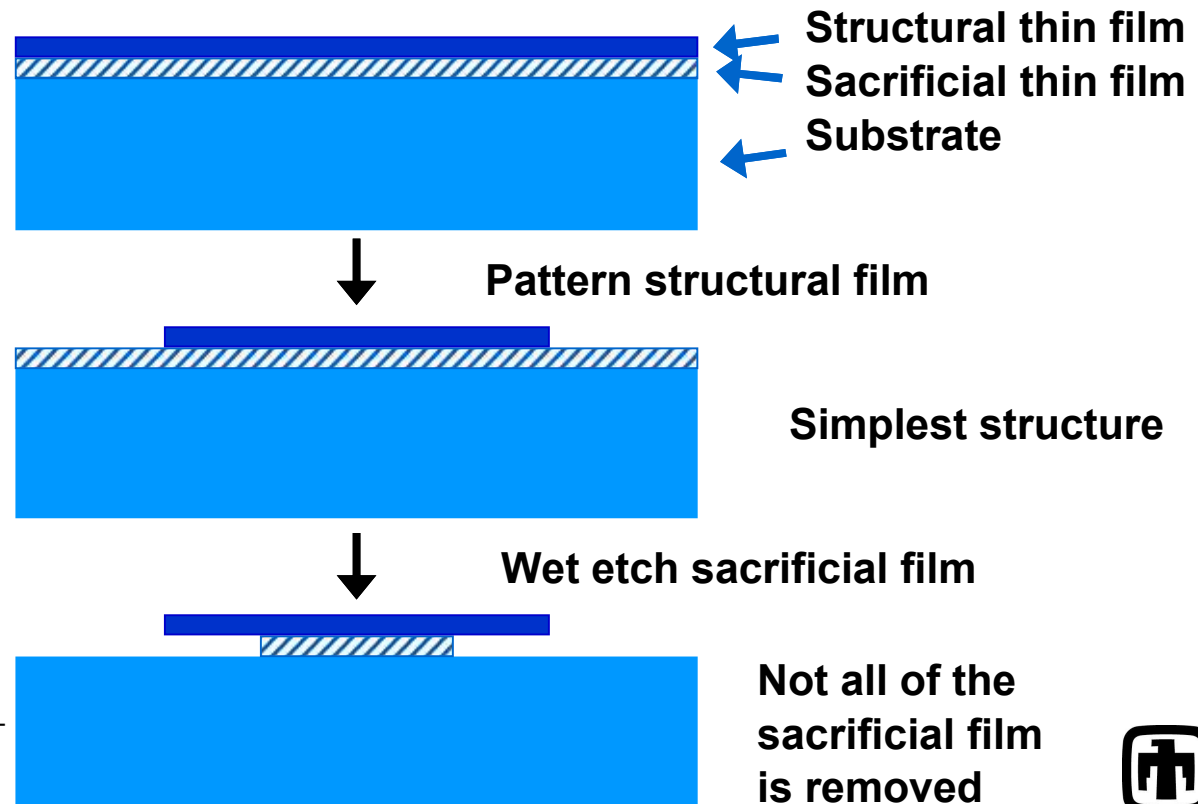 Structural thin film
Sacrificial thin film
Substrate
Pattern structural film
Simplest structure
Wet etch sacrificial film
Not all of the
sacrificial film
is removed